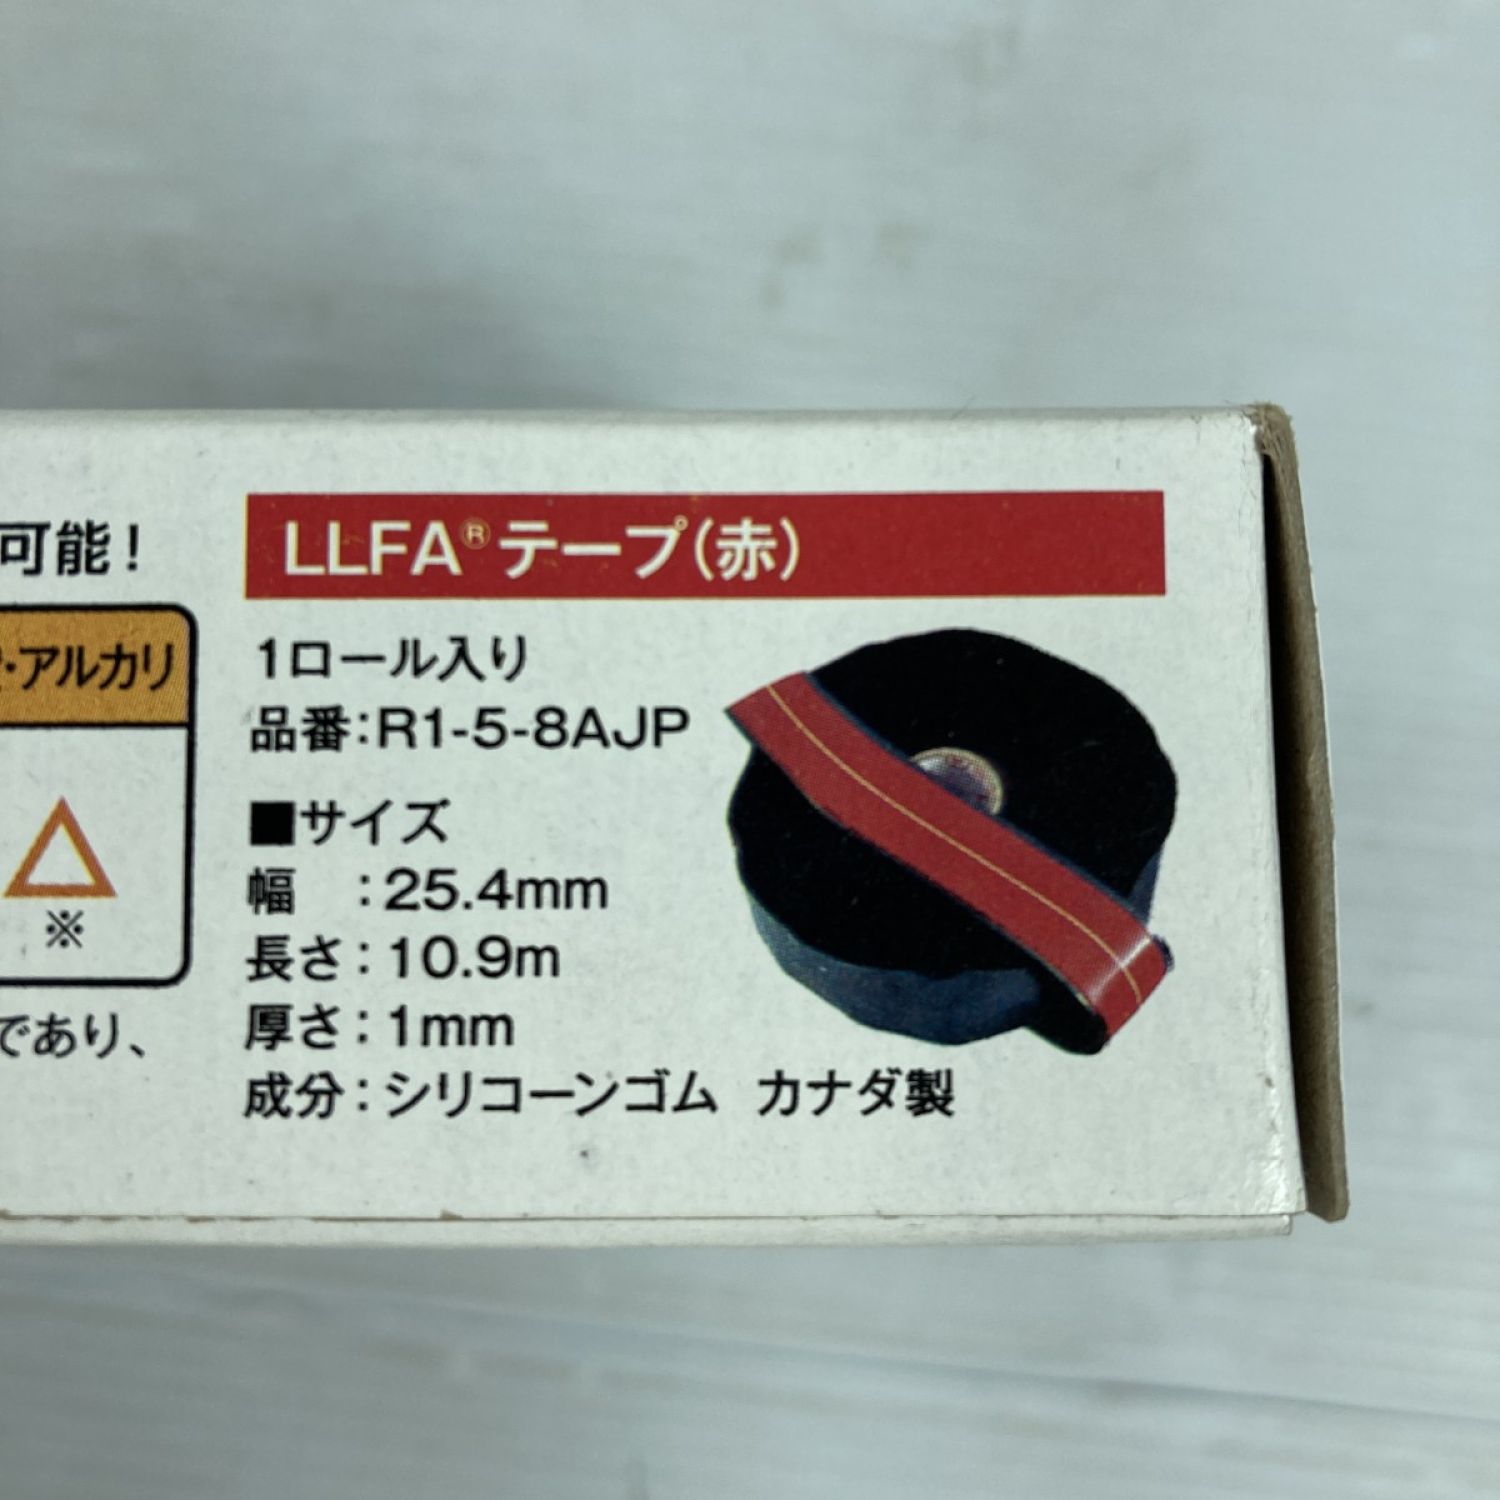 可能!
LLFA®テープ(赤)
・アルカリ
1ロール入り
品番:R1-5-8AJP
■サイズ
幅 :25.4mm
長さ:10.9m
厚さ:1mm
成分:シリコーンゴム カナダ製
△
※
であり、